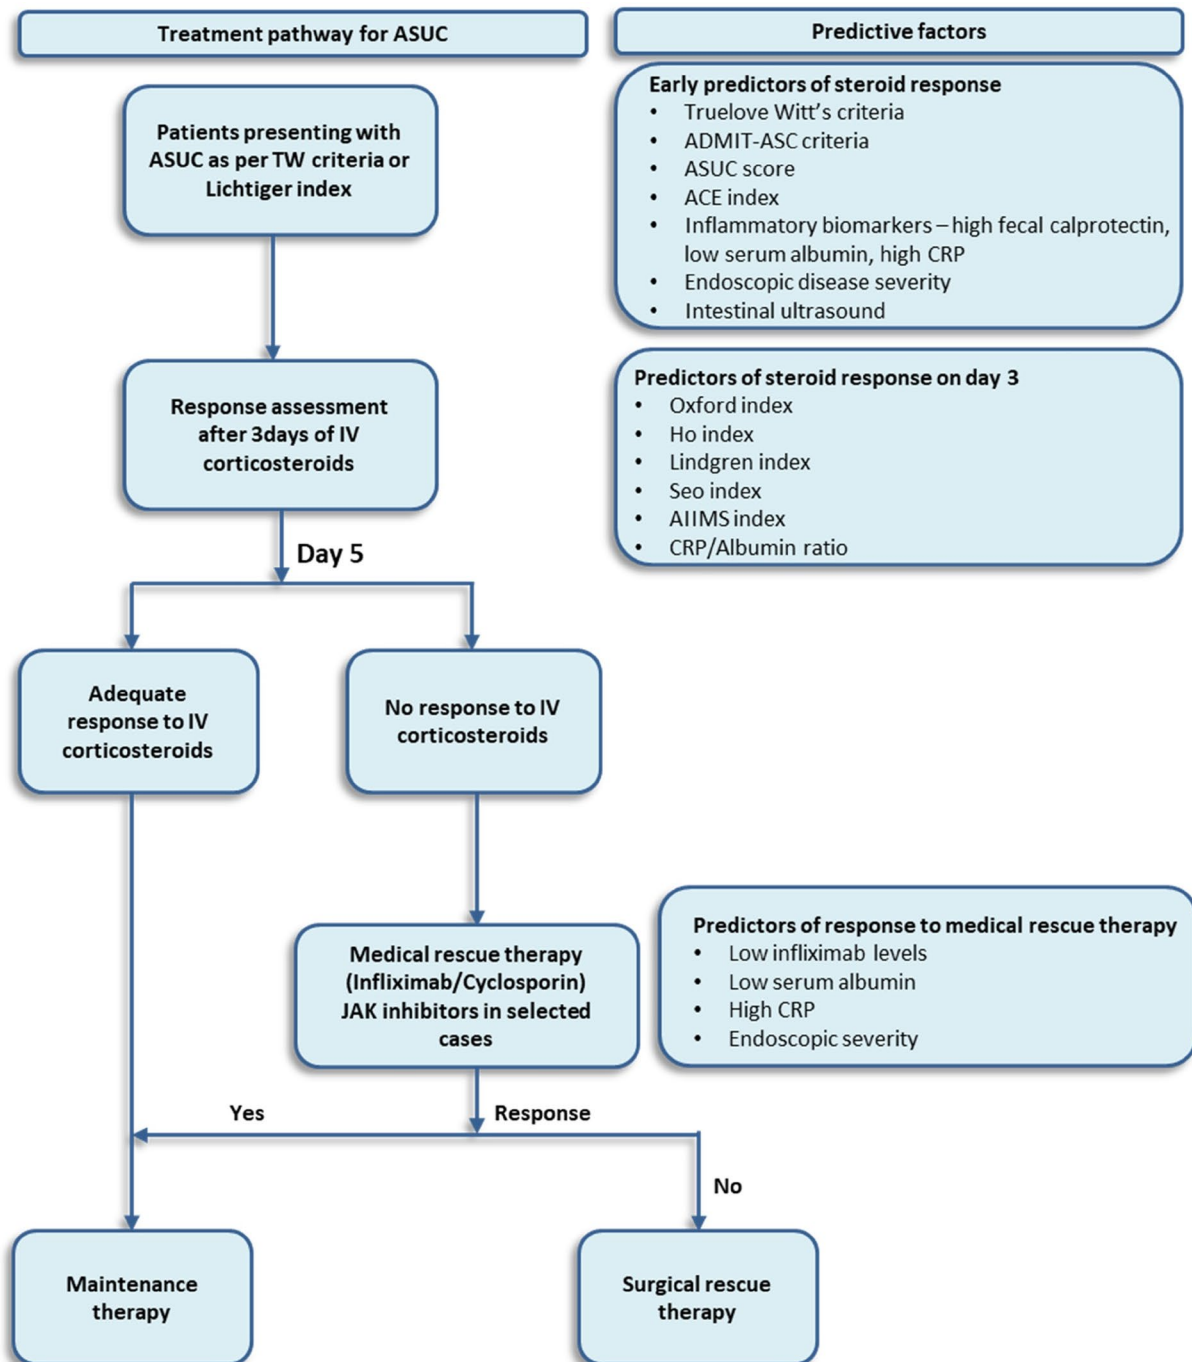 Treatment pathway for ASUC
Patients presenting with
ASUC as per TW criteria or
Lichtiger index
Response assessment
after 3days of IV
corticosteroids
Day 5
Adequate
response to IV
corticosteroids
No response to IV
corticosteroids
Medical rescue therapy
(Infliximab/Cyclosporin)
JAK inhibitors in selected
cases
Yes
Response
No
Maintenance
therapy
Surgical rescue
therapy
Predictive factors
Early predictors of steroid response
• Truelove Witt’s criteria
• ADMIT-ASC criteria
• ASUC score
• ACE index
• Inflammatory biomarkers – high fecal calprotectin,
low serum albumin, high CRP
• Endoscopic disease severity
• Intestinal ultrasound
Predictors of steroid response on day 3
• Oxford index
• Ho index
• Lindgren index
• Seo index
• AIIMS index
• CRP/Albumin ratio
Predictors of response to medical rescue therapy
• Low infliximab levels
• Low serum albumin
• High CRP
• Endoscopic severity